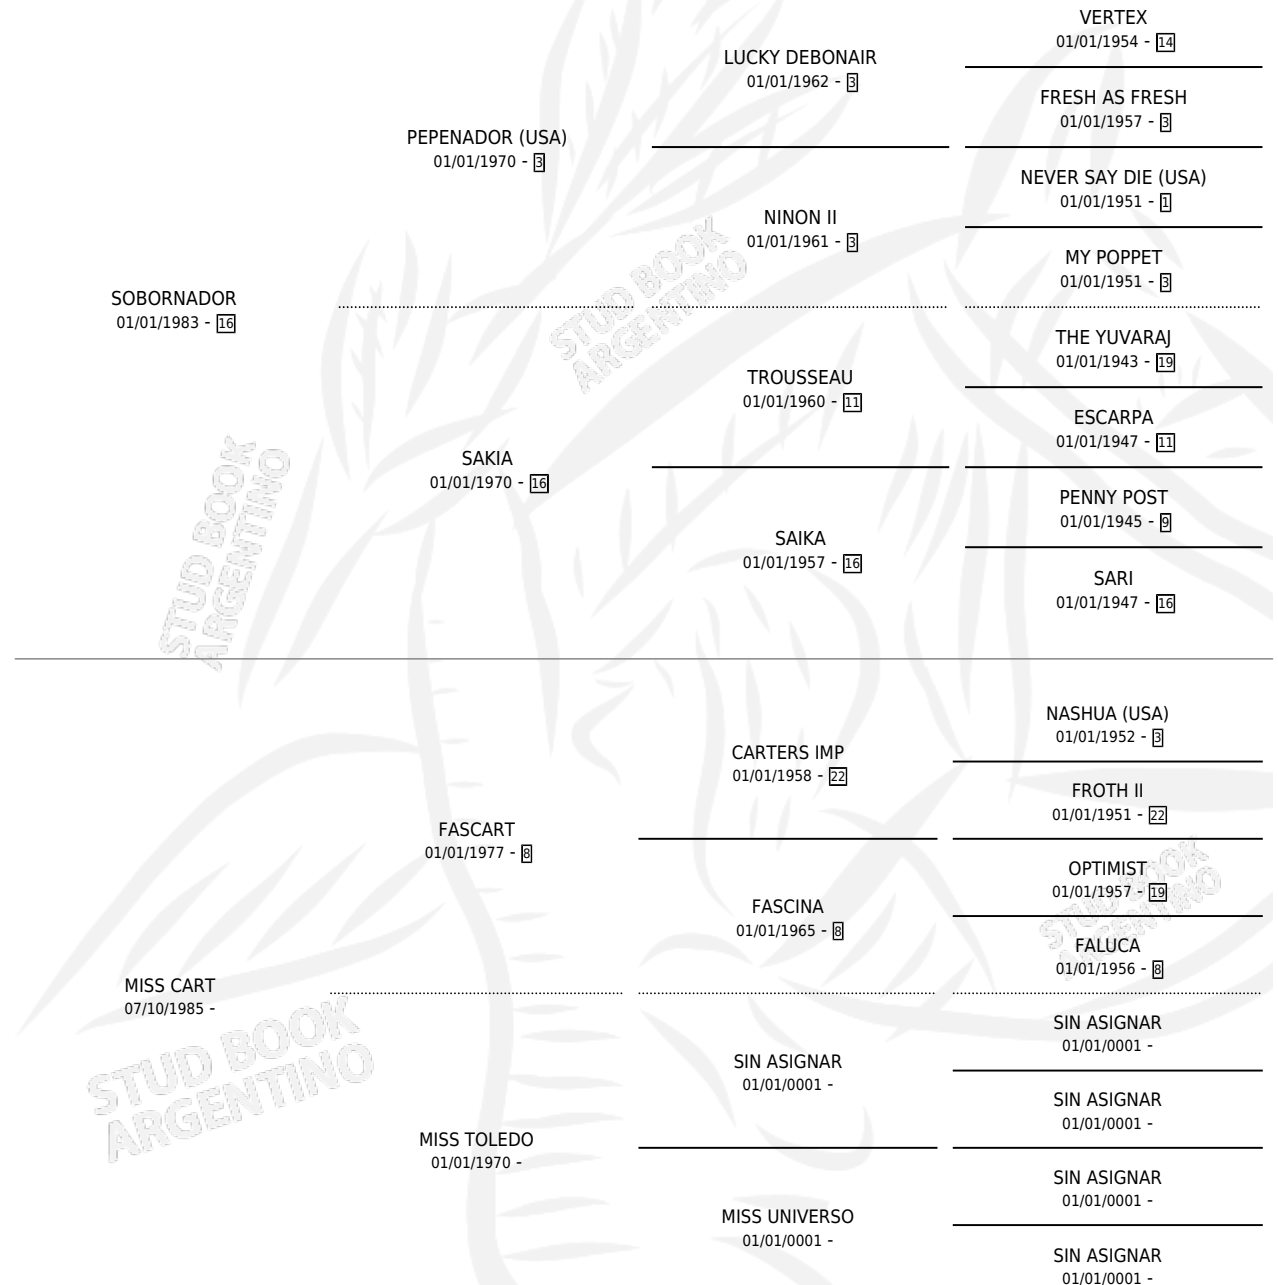 VERTEX
01/01/1954 - 14
LUCKY DEBONAIR
01/01/1962 - 3
FRESH AS FRESH
01/01/1957 - 3
PEPENADOR (USA)
01/01/1970 - 3
NEVER SAY DIE (USA)
01/01/1951 - 1
NINON II
01/01/1961 - 3
MY POPPET
01/01/1951 - 3
SOBORNADOR
01/01/1983 - 16
THE YUVARAJ
01/01/1943 - 19
TROUSSEAU
01/01/1960 - 11
ESCARPA
01/01/1947 - 11
SAKIA
01/01/1970 - 16
PENNY POST
01/01/1945 - 9
SAIKA
01/01/1957 - 16
SARI
01/01/1947 - 16
NASHUA (USA)
01/01/1952 - 3
CARTERS IMP
01/01/1958 - 22
FROTH II
01/01/1951 - 22
FASCART
01/01/1977 - 8
OPTIMIST
01/01/1957 - 19
FASCINA
01/01/1965 - 8
FALUCA
01/01/1956 - 8
MISS CART
07/10/1985 -
SIN ASIGNAR
01/01/0001 -
SIN ASIGNAR
01/01/0001 -
SIN ASIGNAR
01/01/0001 -
MISS TOLEDO
01/01/1970 -
SIN ASIGNAR
01/01/0001 -
MISS UNIVERSO
01/01/0001 -
SIN ASIGNAR
01/01/0001 -
STUD BOOK
ARGENTINO
STUD BOOK
ARGENTINO
STUD BOOK
ARGENTINO
STUD BOOK
ARGENTINO